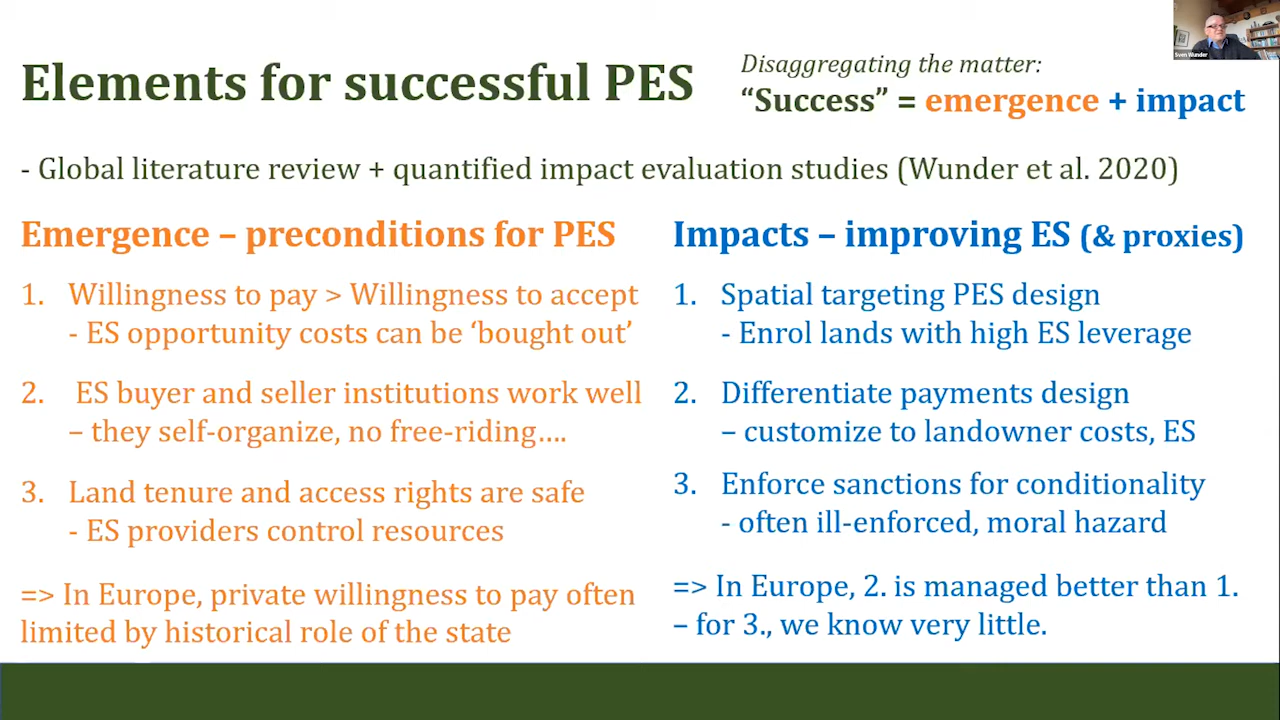 Elements for successful PES
Disaggregating the matter:
“Success” = emergence + impact
Sven Wunder
- Global literature review + quantified impact evaluation studies (Wunder et al. 2020)
Emergence – preconditions for PES
1. Willingness to pay > Willingness to accept
- ES opportunity costs can be ‘bought out’
2. ES buyer and seller institutions work well
– they self-organize, no free-riding….
3. Land tenure and access rights are safe
- ES providers control resources
=> In Europe, private willingness to pay often
limited by historical role of the state
Impacts – improving ES (& proxies)
1. Spatial targeting PES design
- Enrol lands with high ES leverage
2. Differentiate payments design
– customize to landowner costs, ES
3. Enforce sanctions for conditionality
- often ill-enforced, moral hazard
=> In Europe, 2. is managed better than 1.
– for 3., we know very little.